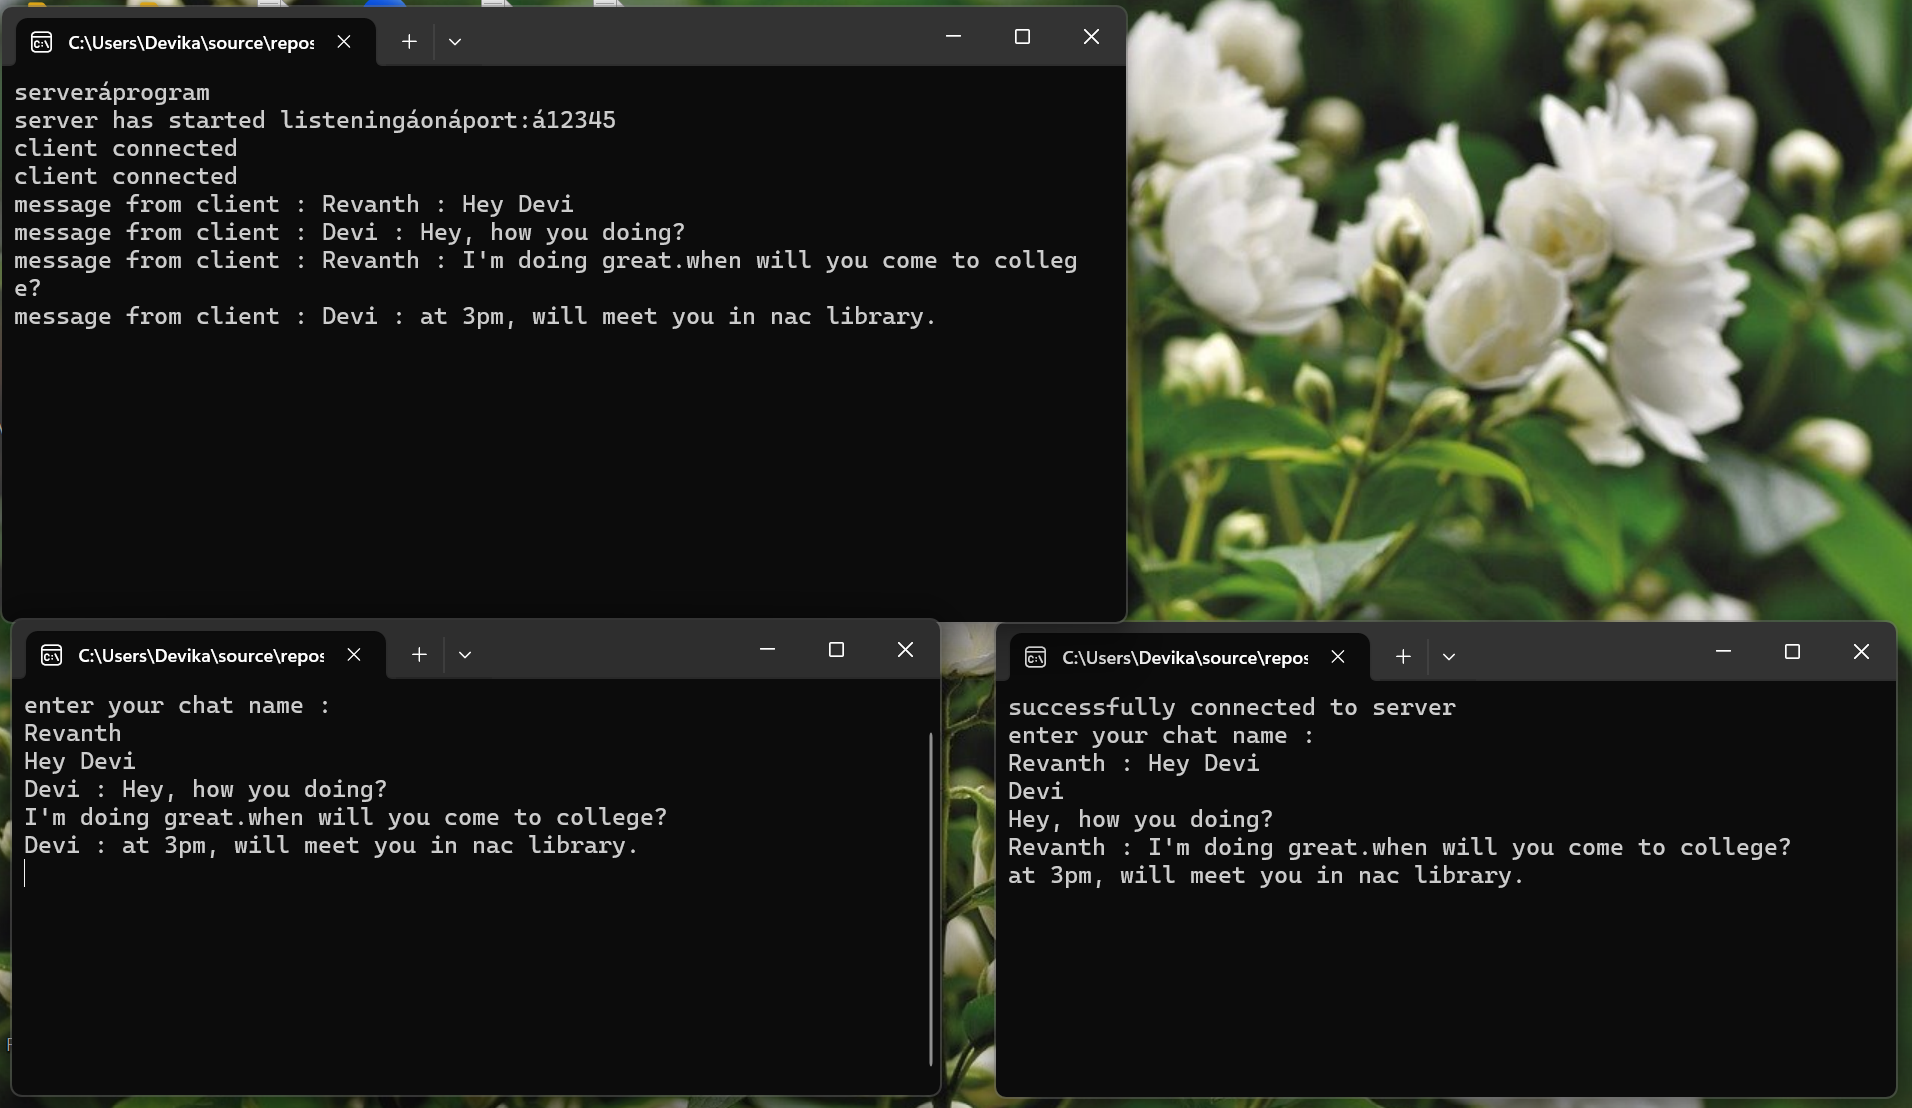 C:\Users\Devika\source\repos
serveráprogram
server has started listeningáonáport:á12345
client connected
client connected
message from client : Revanth : Hey Devi
message from client : Devi : Hey, how you doing?
message from client : Revanth : I'm doing great.when will you come to colleg
e?
message from client : Devi : at 3pm, will meet you in nac library.
C:\Users\Devika\source\repos
enter your chat name :
Revanth
Hey Devi
Devi : Hey, how you doing?
I'm doing great.when will you come to college?
Devi : at 3pm, will meet you in nac library.
C:\Users\Devika\source\repos
successfully connected to server
enter your chat name :
Revanth : Hey Devi
Devi
Hey, how you doing?
Revanth : I'm doing great.when will you come to college?
at 3pm, will meet you in nac library.